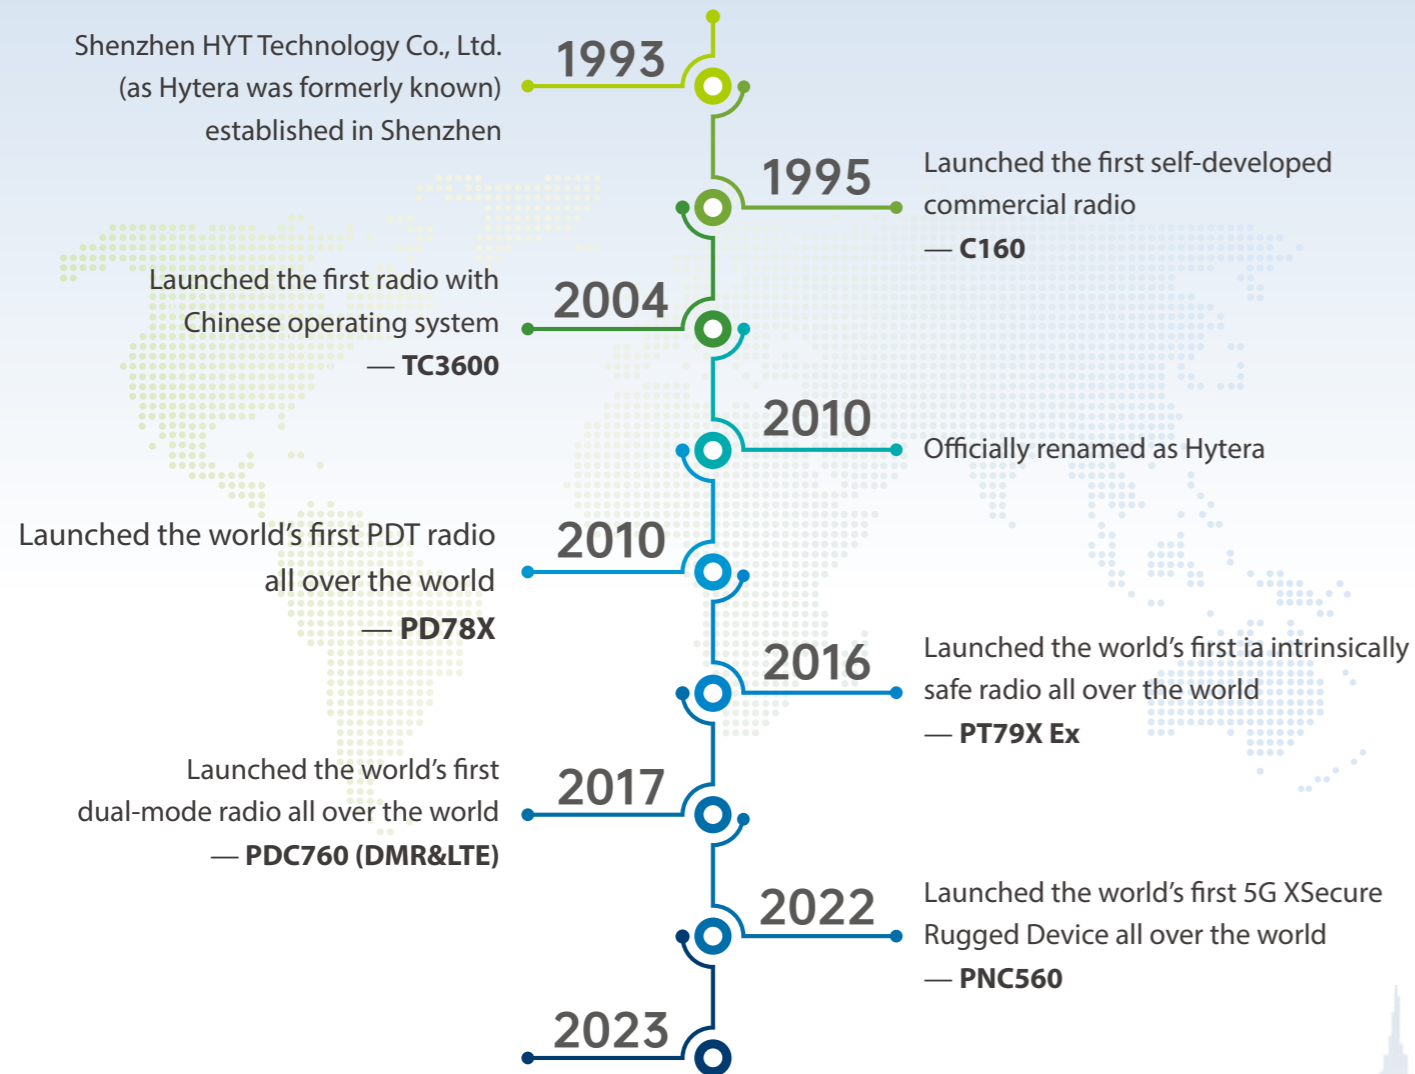 Shenzhen HYT Technology Co., Ltd.
(as Hytera was formerly known)
established in Shenzhen
1993
1995
Launched the first self-developed
commercial radio
— C160
Launched the first radio with
Chinese operating system
— TC3600
2004
2010
Officially renamed as Hytera
Launched the world’s first PDT radio
all over the world
— PD78X
2010
2016
Launched the world’s first ia intrinsically
safe radio all over the world
— PT79X Ex
Launched the world’s first
dual-mode radio all over the world
— PDC760 (DMR&LTE)
2017
2022
Launched the world’s first 5G XSecure
Rugged Device all over the world
— PNC560
2023